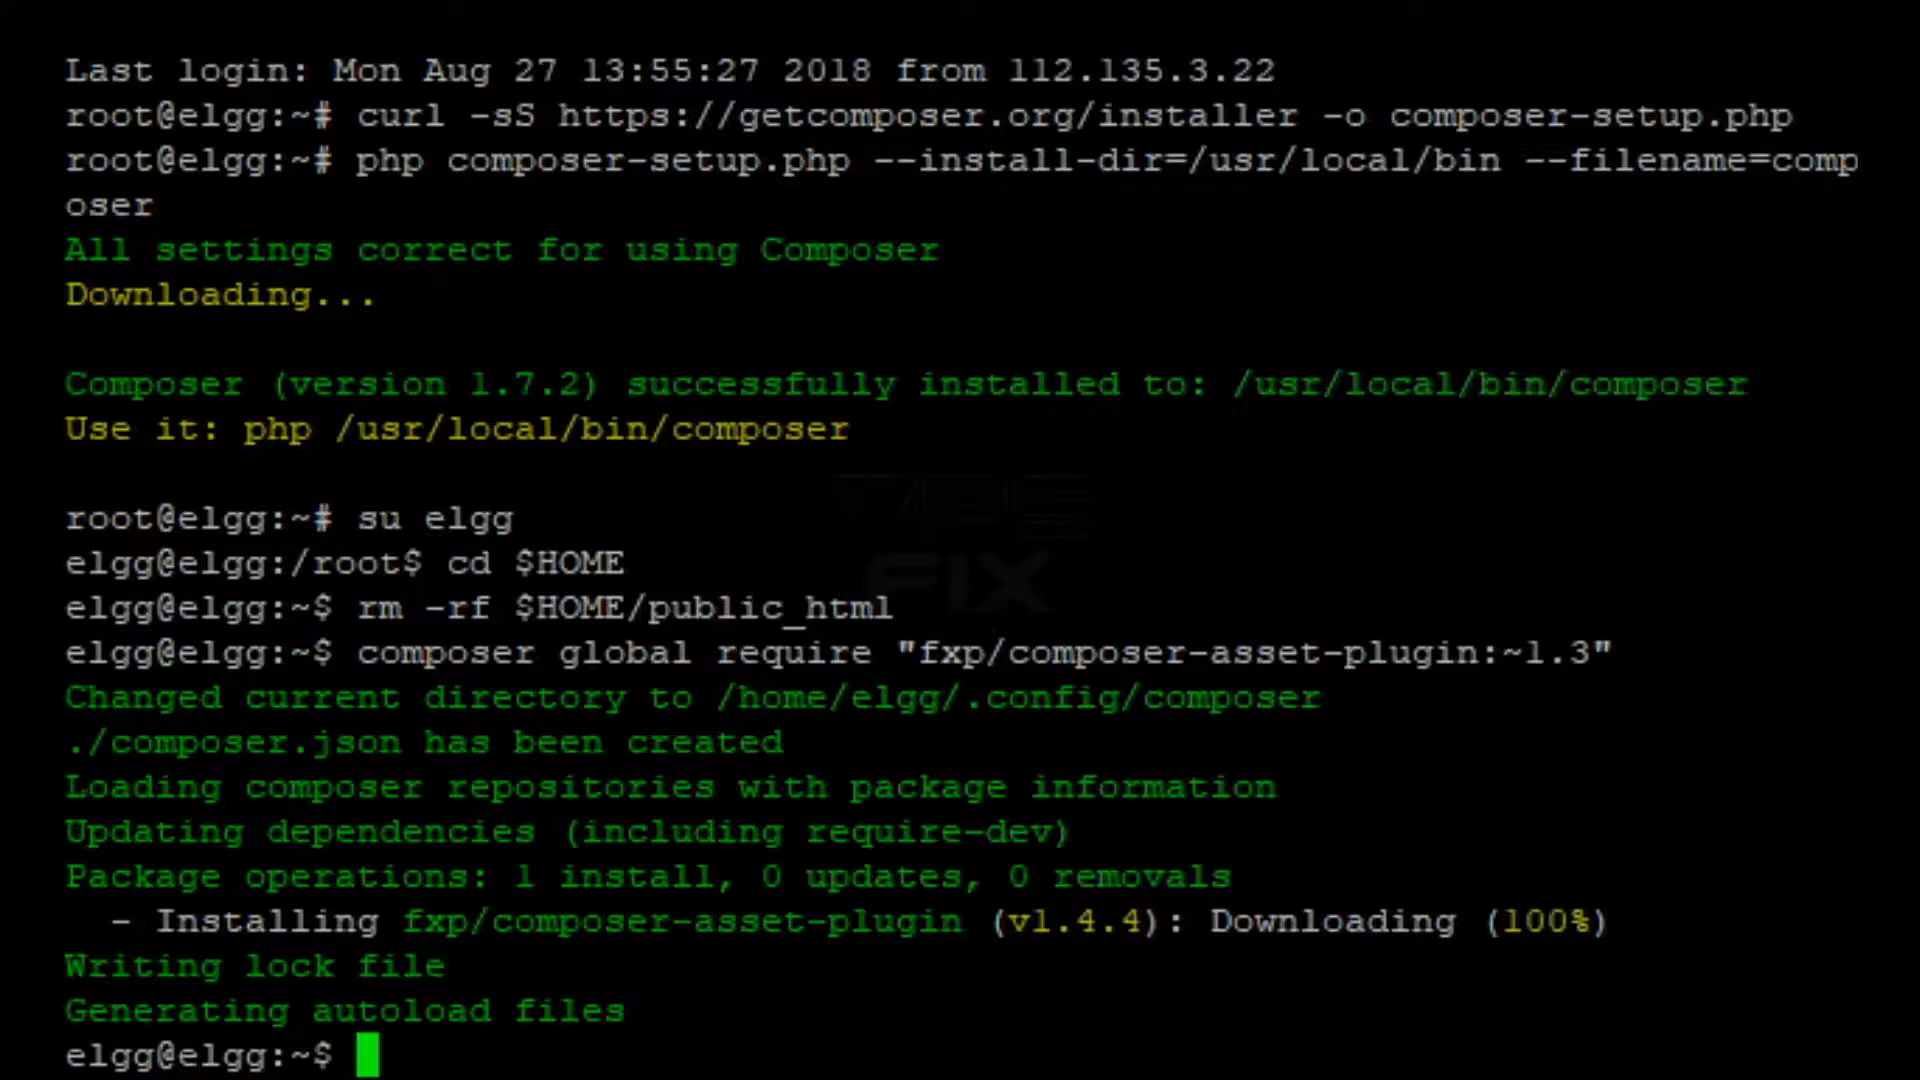 Last login: Mon Aug 27 13:55:27 2018 from 112.135.3.22
root@elgg:~# curl -sS https://getcomposer.org/installer -o composer-setup.php
root@elgg:~# php composer-setup.php --install-dir=/usr/local/bin --filename=comp
oser
All settings correct for using Composer
Downloading...
Composer (version 1.7.2) successfully installed to: /usr/local/bin/composer
Use it: php /usr/local/bin/composer
root@elgg:~# su elgg
elgg@elgg:/root$ cd $HOME
elgg@elgg:~$ rm -rf $HOME/public_html
elgg@elgg:~$ composer global require "fxp/composer-asset-plugin:~1.3"
Changed current directory to /home/elgg/.config/composer
./composer.json has been created
Loading composer repositories with package information
Updating dependencies (including require-dev)
Package operations: 1 install, 0 updates, 0 removals
  - Installing fxp/composer-asset-plugin (v1.4.4): Downloading (100%)
Writing lock file
Generating autoload files
elgg@elgg:~$
FIX